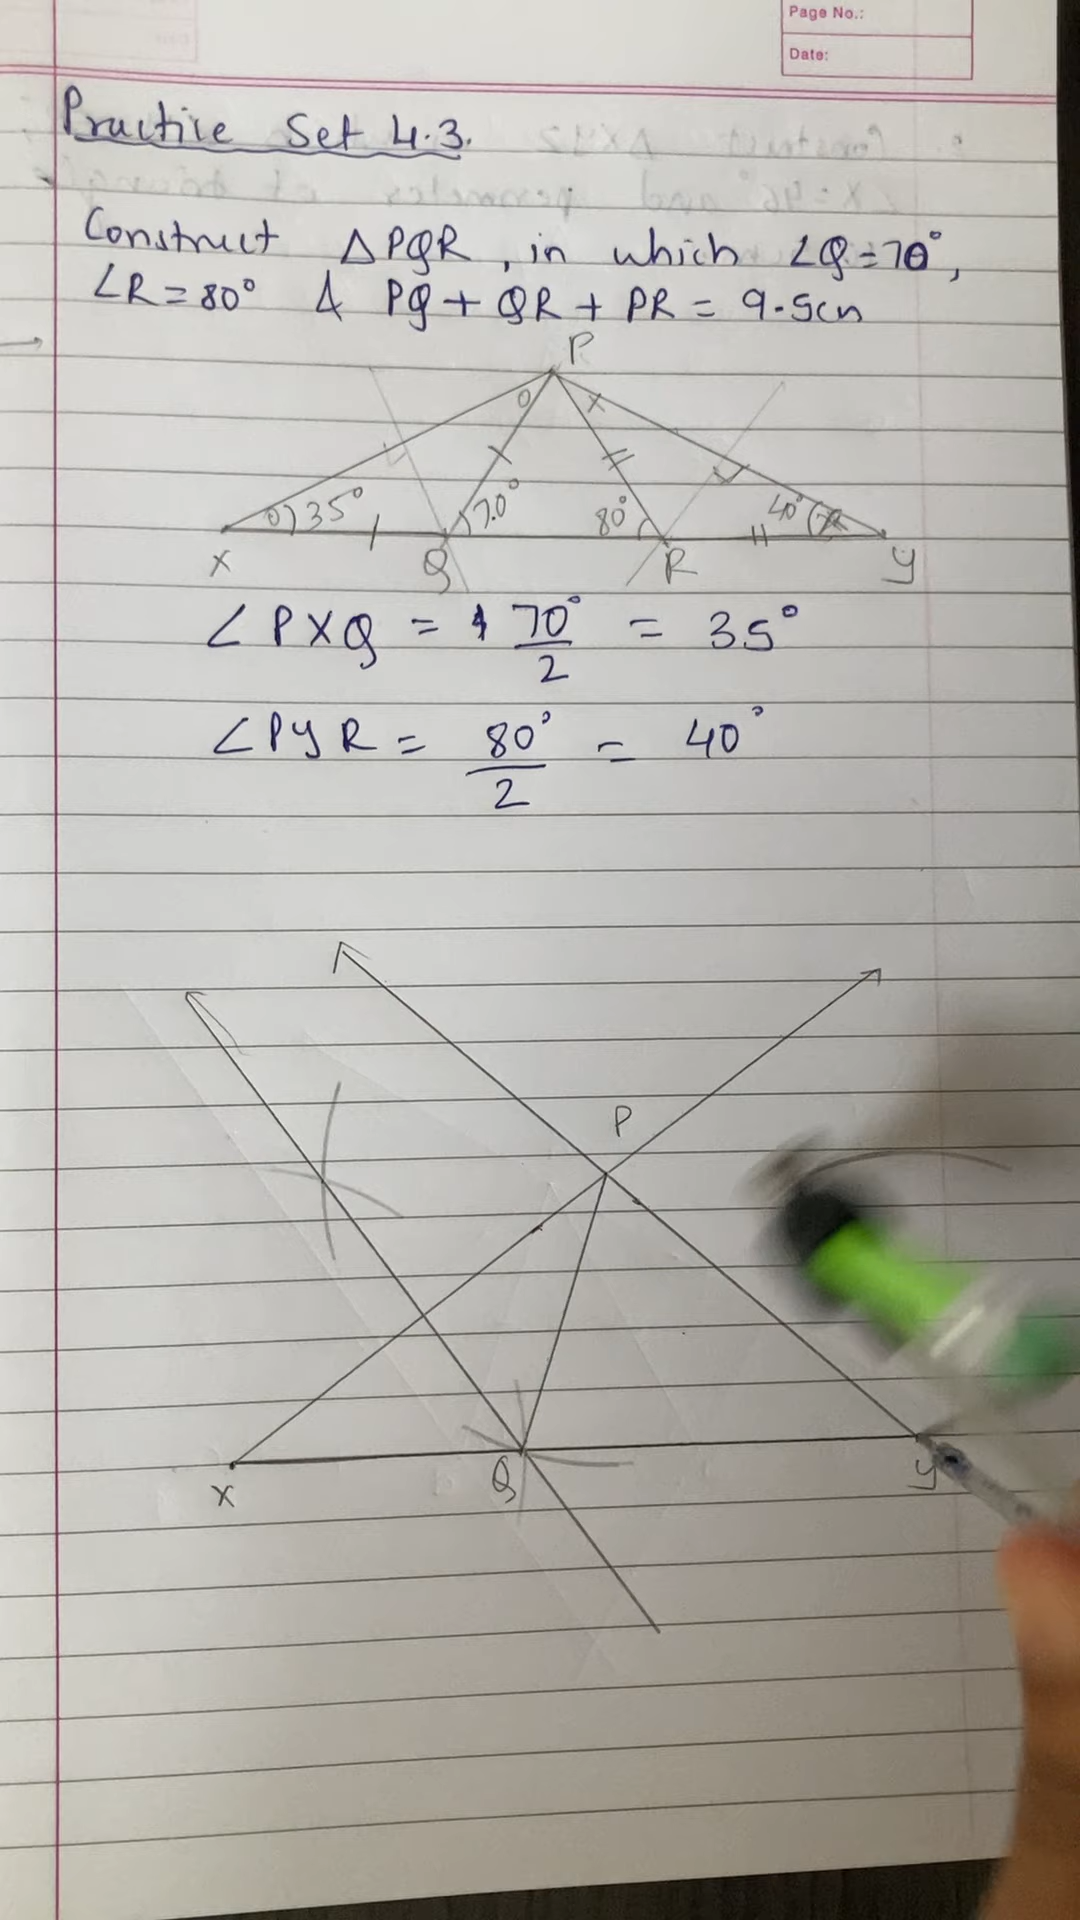 Page No.:
Date:
Practice Set 4.3.
Construct △PQR, in which ∠Q=70°,
∠R=80° & PQ+QR+PR=9.5cm
P
o x
o 35° 70° 80° 40° x
X Q R Y
∠PXQ = 70°/2 = 35°
∠PYR = 80°/2 = 40°
P
X Q Y